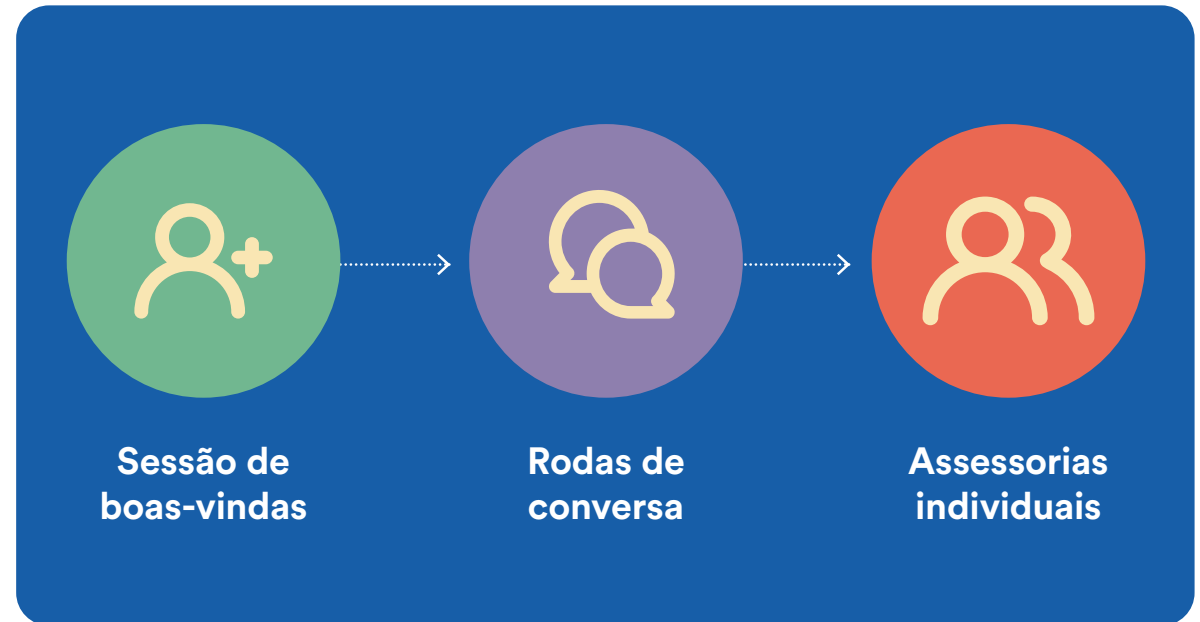 Sessão de
boas-vindas
Rodas de
conversa
Assessorias
individuais